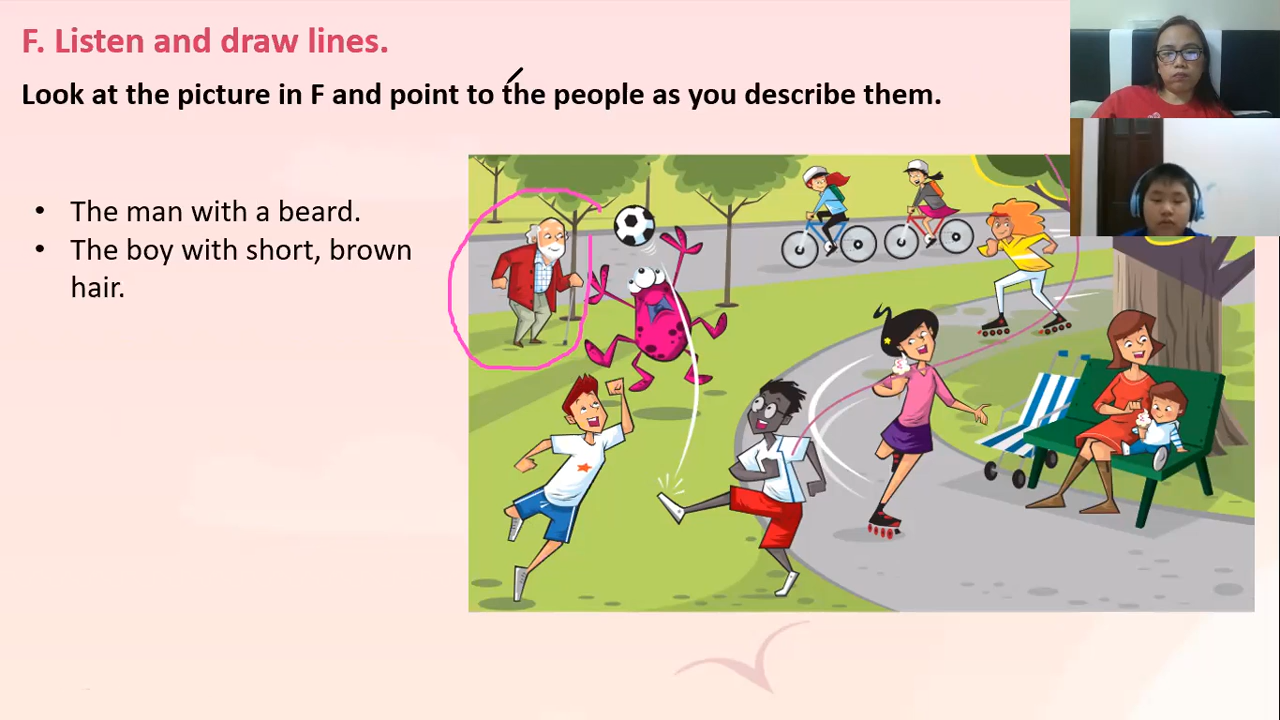 F. Listen and draw lines.
Look at the picture in F and point to the people as you describe them.
• The man with a beard.
• The boy with short, brown
hair.